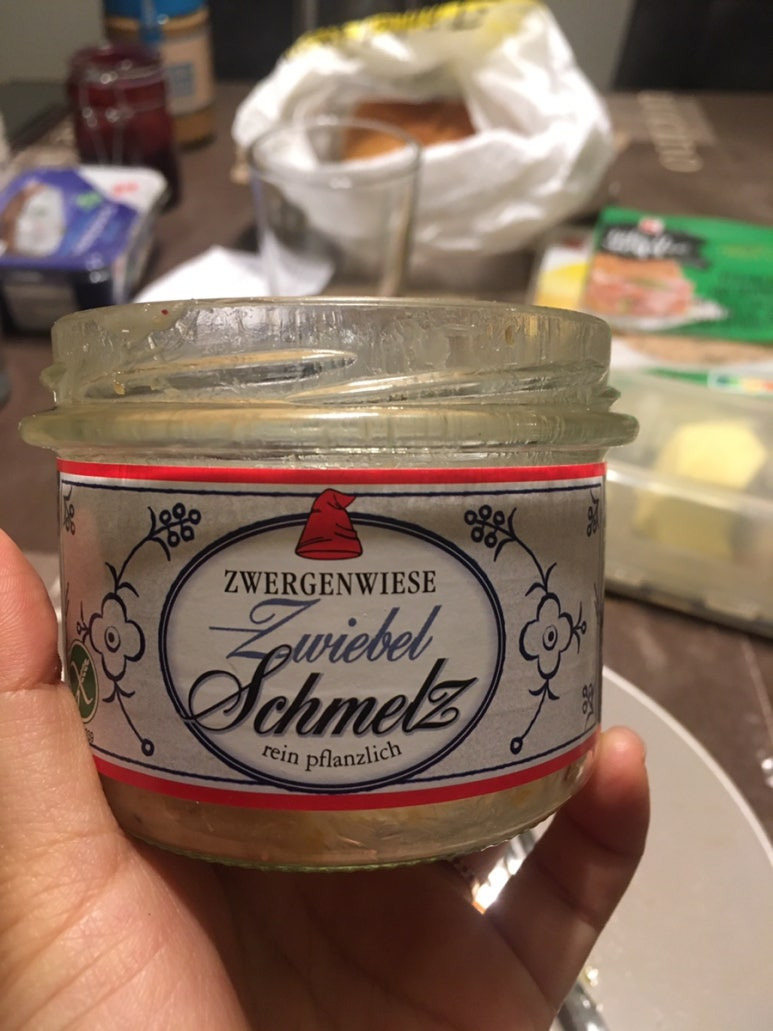 ZWERGENWIESE
Zwiebel
Schmelz
rein pflanzlich